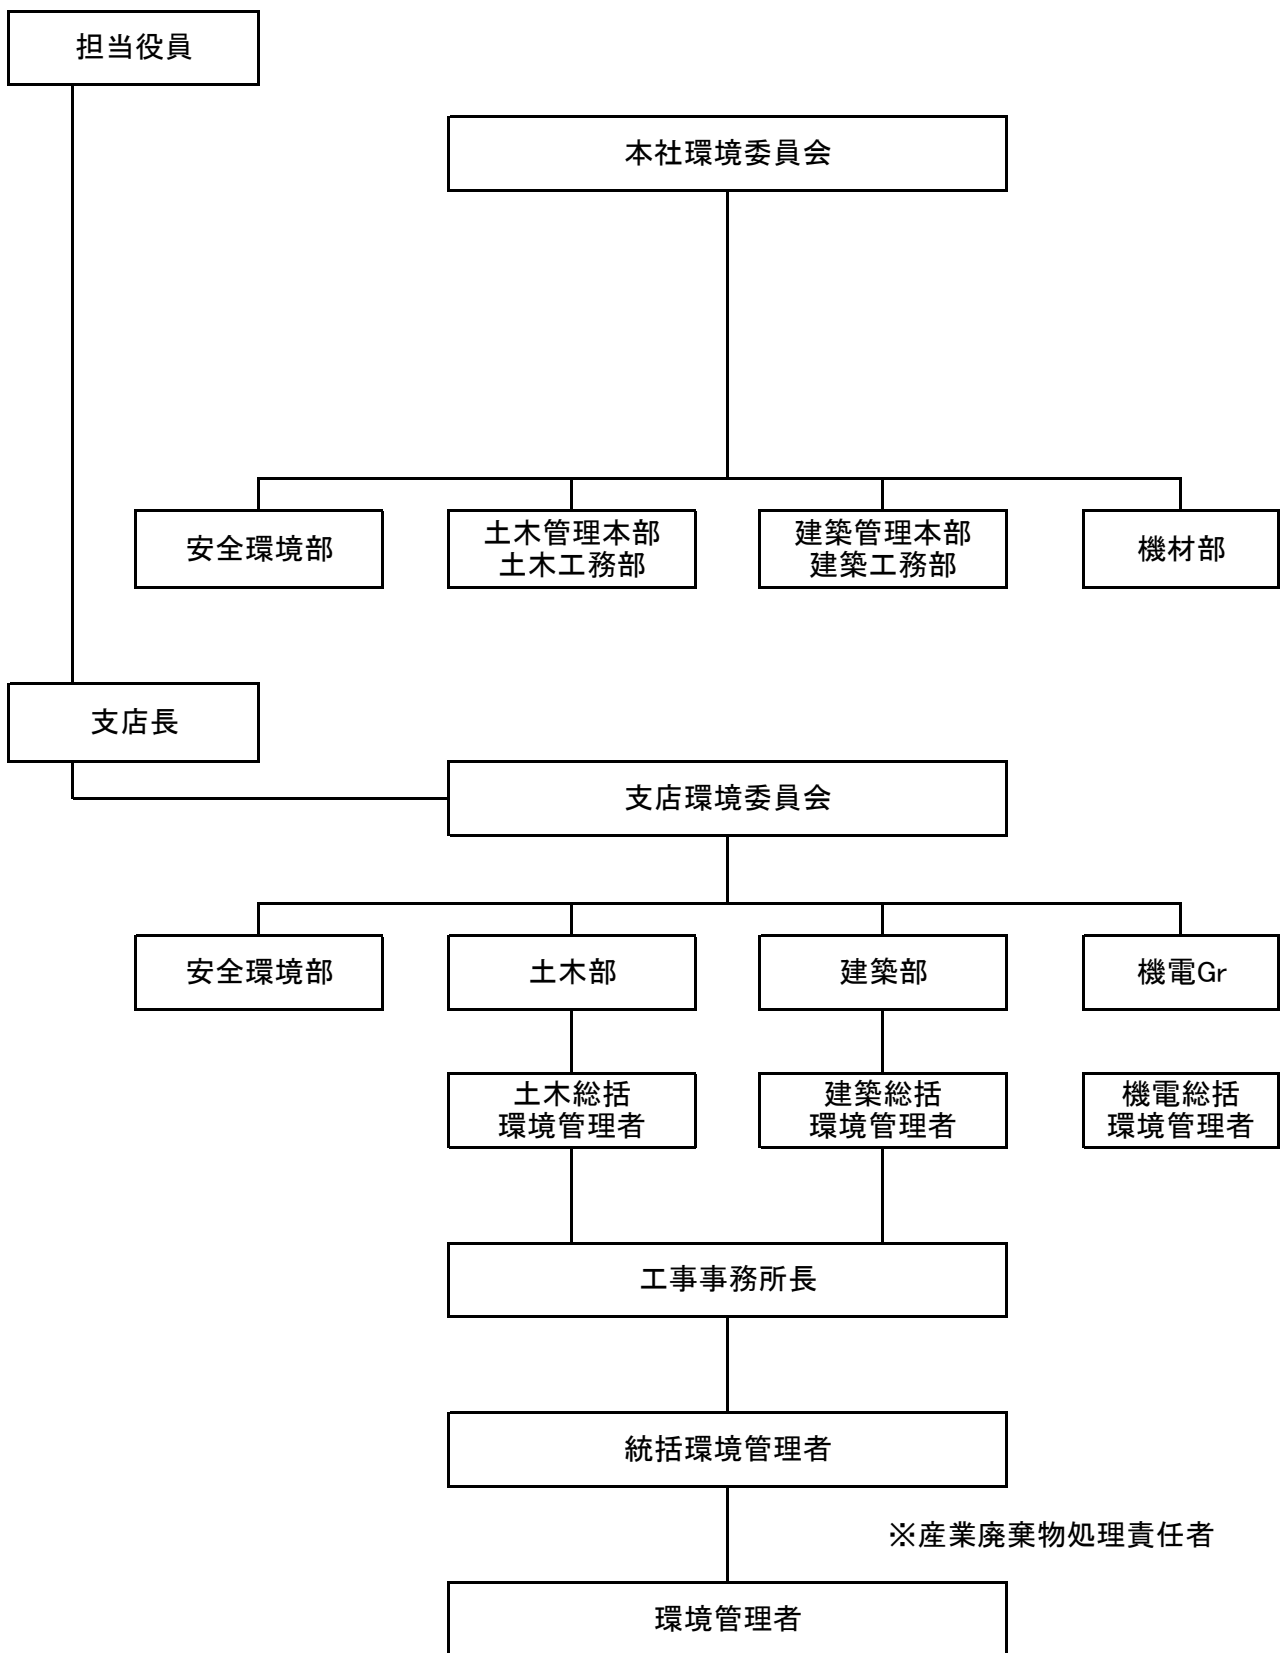 担当役員
本社環境委員会
安全環境部
土木管理本部
土木工務部
建築管理本部
建築工務部
機材部
支店長
支店環境委員会
安全環境部
土木部
建築部
機電Gr
土木総括
環境管理者
建築総括
環境管理者
機電総括
環境管理者
工事事務所長
統括環境管理者
※産業廃棄物処理責任者
環境管理者